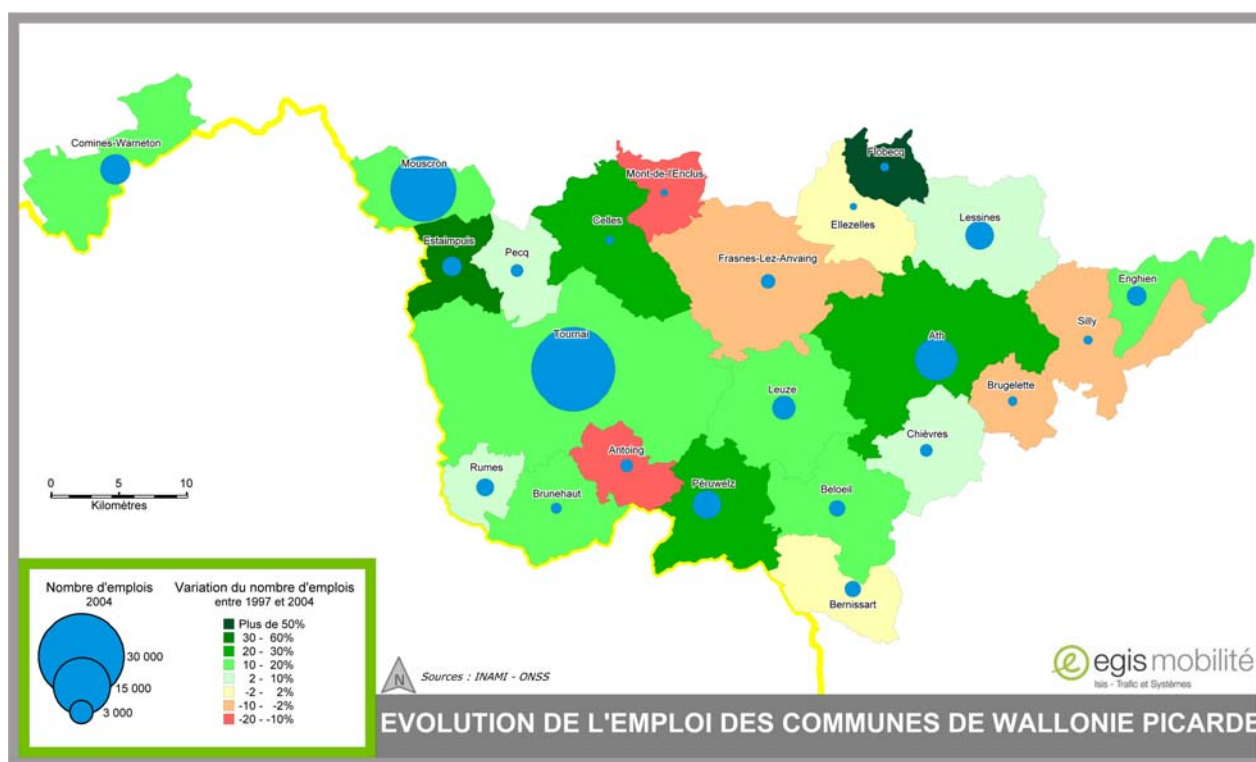 Comines-Warneton
Mouscron
Mont-de-l'Enclus
Flobecq
Celles
Ellezelles
Lessines
Estaimpuis
Pecq
Frasnes-Lez-Anvaing
Enghien
Silly
Tournai
Ath
Leuze
Brugelette
Chièvres
Antoing
Rumes
Brunehaut
Péruwelz
Beloeil
Bernissart
0 5 10
Kilomètres
Nombre d'emplois
2004
30 000
15 000
3 000
Variation du nombre d'emplois
entre 1997 et 2004
Plus de 50%
30 - 60%
20 - 30%
10 - 20%
2 - 10%
-2 - 2%
-10 - -2%
-20 - -10%
N
Sources : INAMI - ONSS
egis mobilité
Isis - Trafic et Systèmes
EVOLUTION DE L'EMPLOI DES COMMUNES DE WALLONIE PICARDE